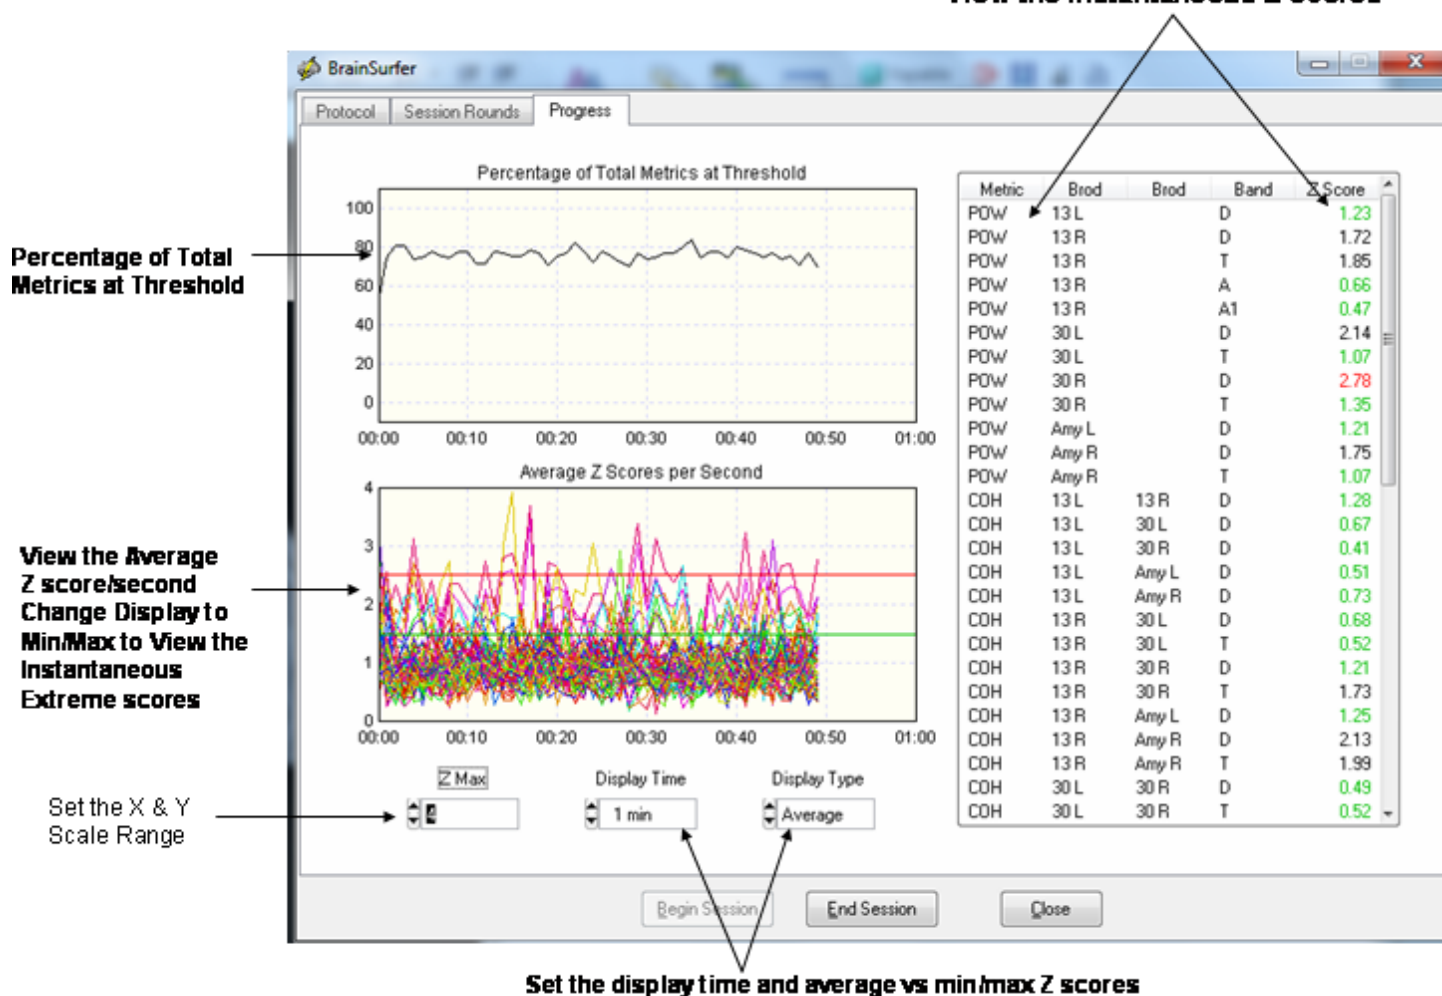 View the Instantaneous Z Scores
BrainSurfer
Protocol Session Rounds Progress
Percentage of Total Metrics at Threshold
100
80
60
40
20
0
00:00 00:10 00:20 00:30 00:40 00:50 01:00
Percentage of Total
Metrics at Threshold
Average Z Scores per Second
4
3
2
1
0
00:00 00:10 00:20 00:30 00:40 00:50 01:00
View the Average
Z score/second
Change Display to
Min/Max to View the
Instantaneous
Extreme scores
Z Max Display Time Display Type
4 1 min Average
Set the X & Y
Scale Range
Metric Brod Brod Band Z Score
POW 13 L D 1.23
POW 13 R D 1.72
POW 13 R T 1.85
POW 13 R A 0.66
POW 13 R A1 0.47
POW 30 L D 2.14
POW 30 L T 1.07
POW 30 R D 2.78
POW 30 R T 1.35
POW Amy L D 1.21
POW Amy R D 1.75
POW Amy R T 1.07
COH 13 L 13 R D 1.28
COH 13 L 30 L D 0.67
COH 13 L 30 R D 0.41
COH 13 L Amy L D 0.51
COH 13 L Amy R D 0.73
COH 13 R 30 L D 0.68
COH 13 R 30 L T 0.52
COH 13 R 30 R D 1.21
COH 13 R 30 R T 1.73
COH 13 R Amy L D 1.25
COH 13 R Amy R D 2.13
COH 13 R Amy R T 1.99
COH 30 L 30 R D 0.49
COH 30 L 30 R T 0.52
Begin Session End Session Close
Set the display time and average vs min/max Z scores